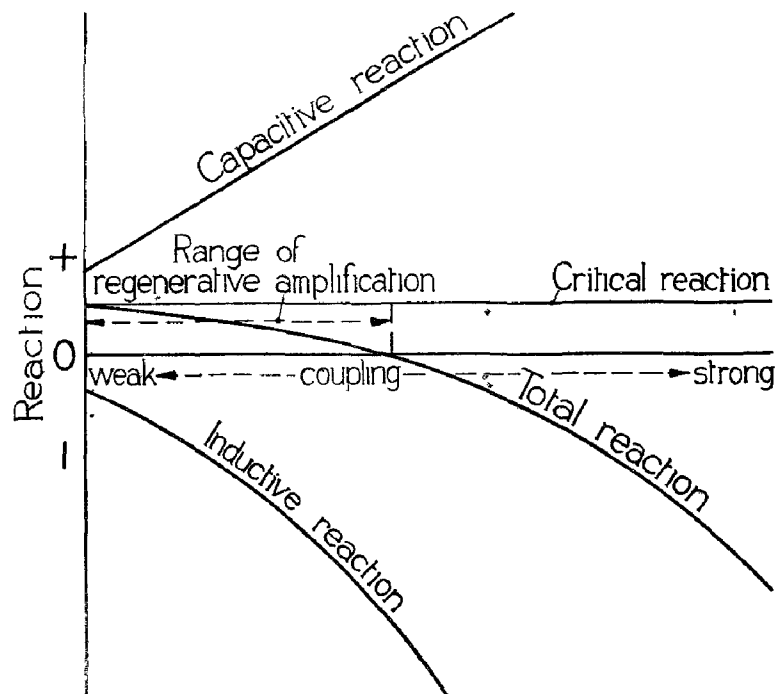 Capacitive reaction
+
Range of
regenerative amplification
Critical reaction
Reaction
0
weak
coupling
strong
Total reaction
Inductive reaction
-